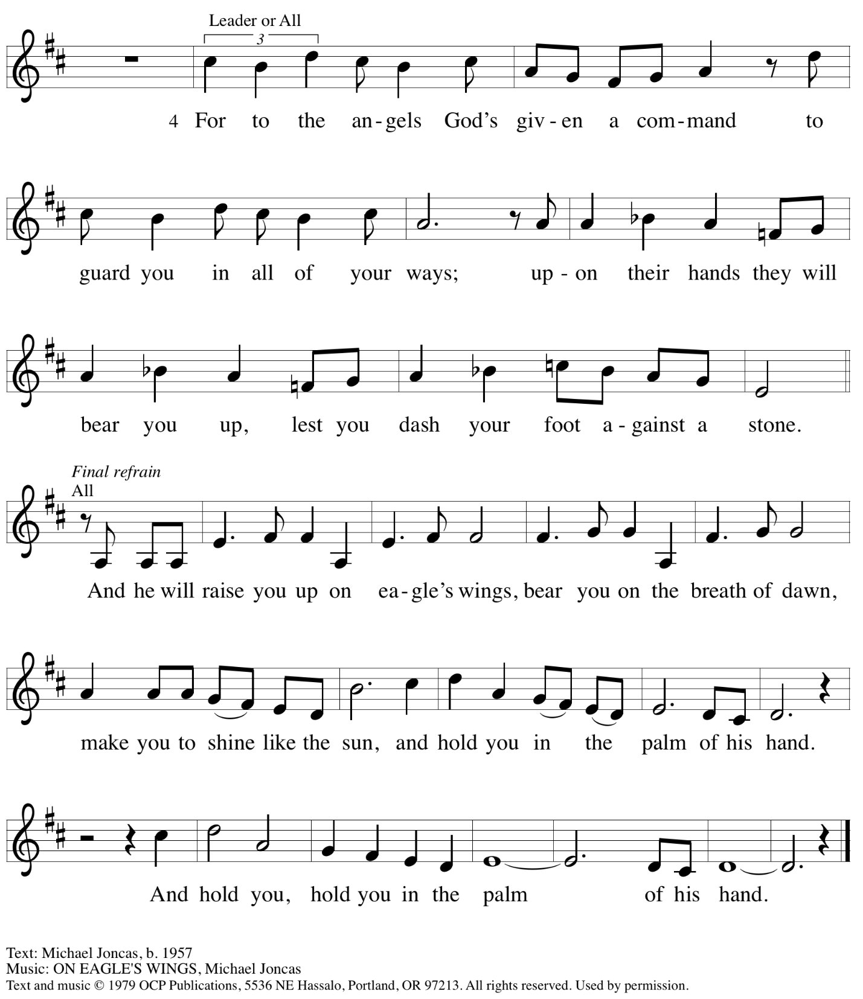 Leader or All
3
4 For to the an - gels God's giv - en a com - mand to
guard you in all of your ways; up - on their hands they will
bear you up, lest you dash your foot a - gainst a stone.
Final refrain
All
And he will raise you up on ea - gle's wings, bear you on the breath of dawn,
make you to shine like the sun, and hold you in the palm of his hand.
And hold you, hold you in the palm of his hand.
Text: Michael Joncas, b. 1957
Music: ON EAGLE'S WINGS, Michael Joncas
Text and music © 1979 OCP Publications, 5536 NE Hassalo, Portland, OR 97213. All rights reserved. Used by permission.